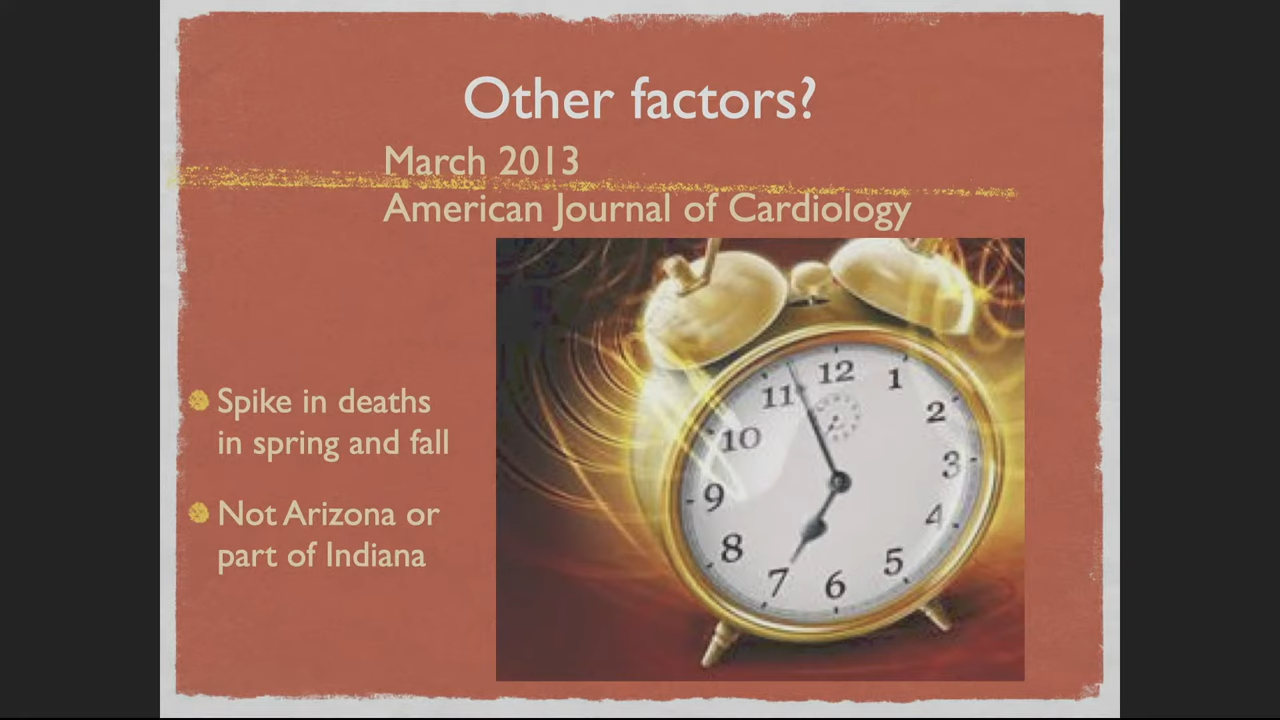 Other factors?
March 2013
American Journal of Cardiology
Spike in deaths
in spring and fall
Not Arizona or
part of Indiana
12
11
1
10
2
9
3
8
4
7
5
6